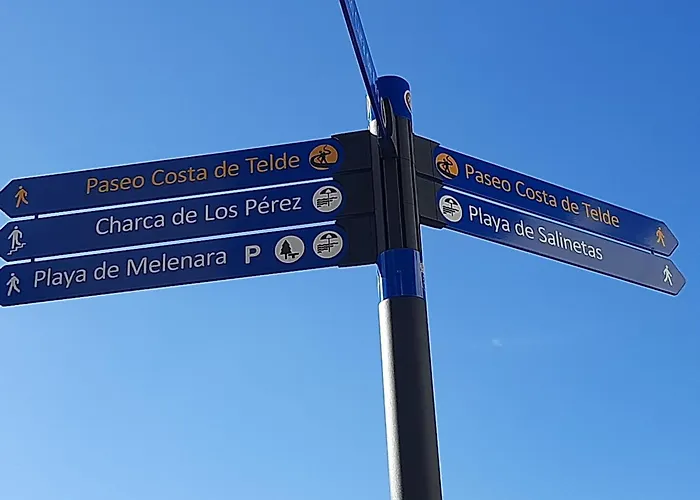 Paseo Costa de Telde
Charca de Los Pérez
Playa de Melenara P
Paseo Costa de Telde
Playa de Salinetas